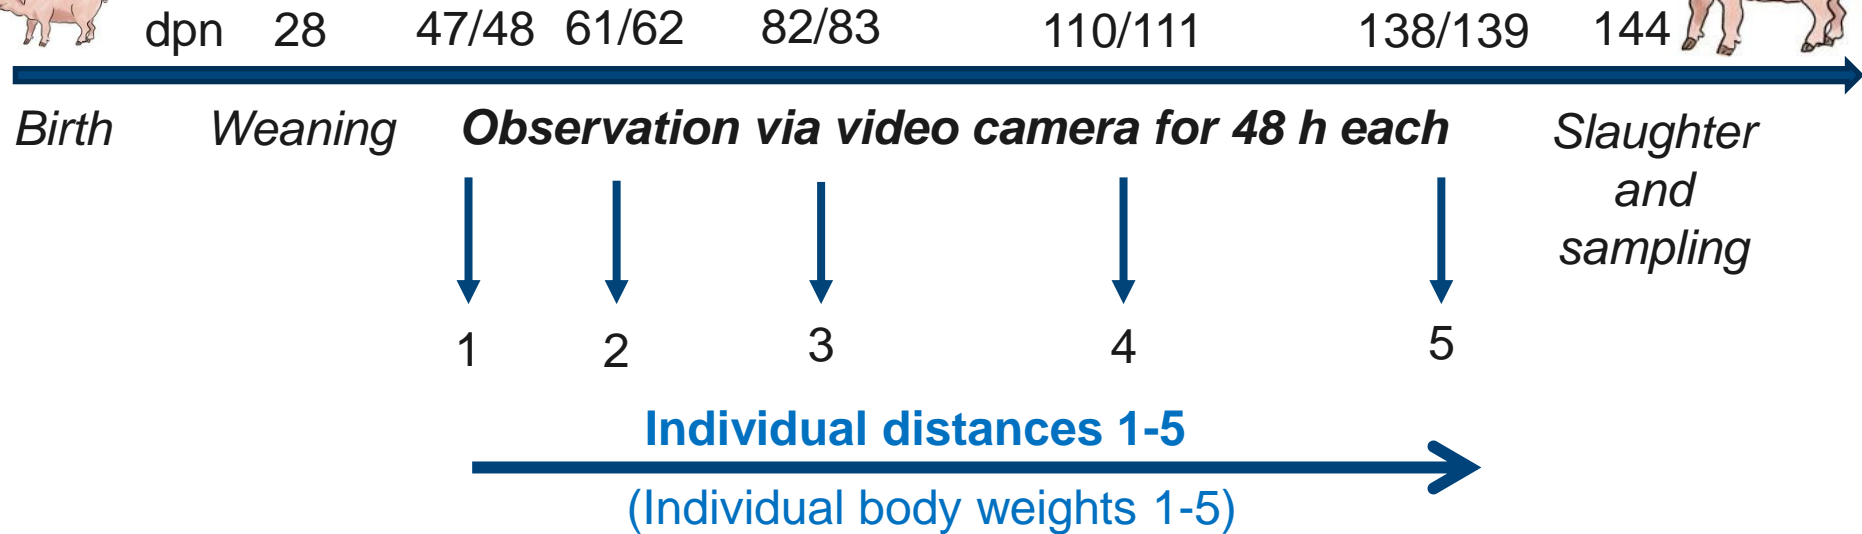 dpn 28 47/48 61/62 82/83 110/111 138/139 144
Birth Weaning Observation via video camera for 48 h each Slaughter
and
sampling
1 2 3 4 5
Individual distances 1-5
(Individual body weights 1-5)